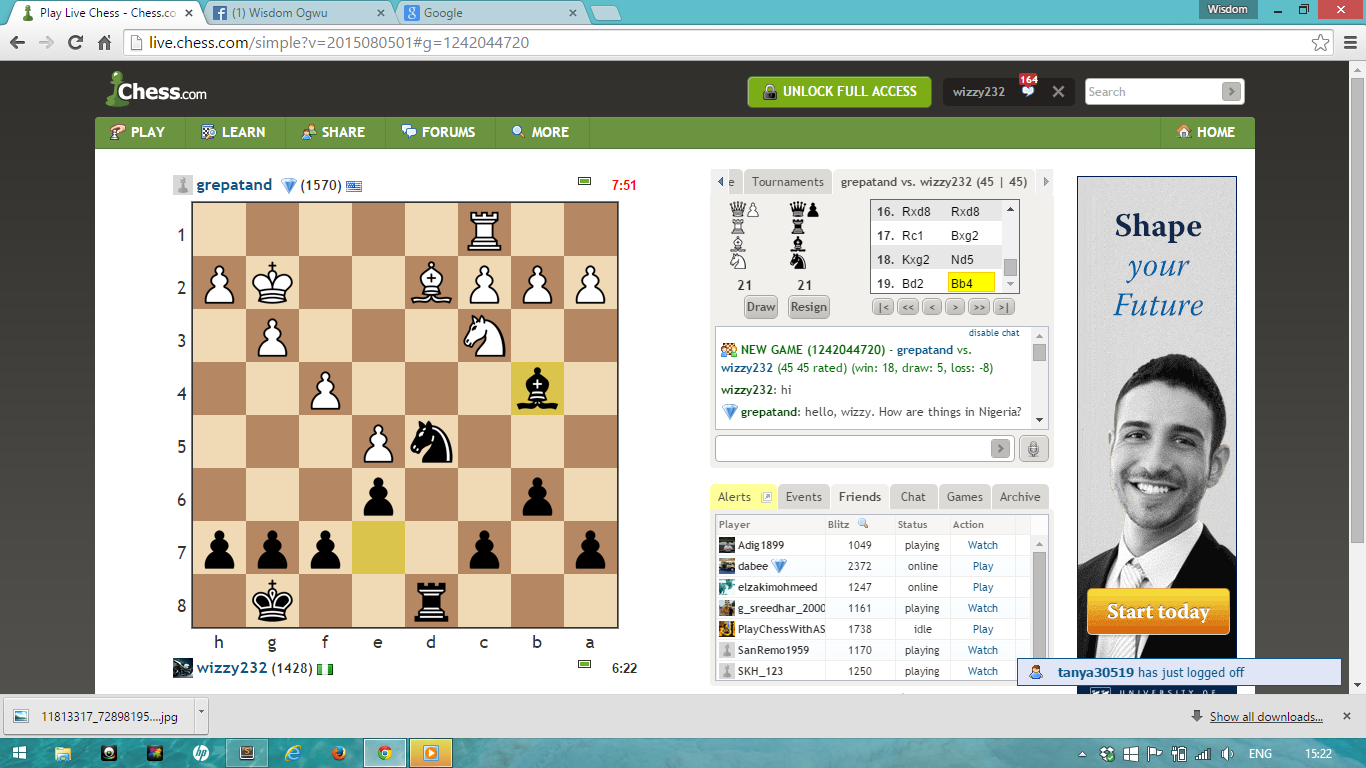 Play Live Chess - Chess.co
(1) Wisdom Ogwu
Google
Wisdom
live.chess.com/simple?v=2015080501#g=1242044720
Chess.com
UNLOCK FULL ACCESS
wizzy232
164
Search
PLAY
LEARN
SHARE
FORUMS
MORE
HOME
grepatand (1570)
7:51
1
2
3
4
5
6
7
8
h g f e d c b a
wizzy232 (1428)
6:22
e
Tournaments
grepatand vs. wizzy232 (45 | 45)
21
21
Draw
Resign
16. Rxd8 Rxd8
17. Rc1 Bxg2
18. Kxg2 Nd5
19. Bd2 Bb4
|< << < > >> >|
disable chat
NEW GAME (1242044720) - grepatand vs.
wizzy232 (45 45 rated) (win: 18, draw: 5, loss: -8)
wizzy232: hi
grepatand: hello, wizzy. How are things in Nigeria?
Alerts
Events
Friends
Chat
Games
Archive
Player Blitz Status Action
Adig1899 1049 playing Watch
dabee 2372 online Play
elzakimohmeed 1247 online Play
g_sreedhar_2000 1161 playing Watch
PlayChessWithAS 1738 idle Play
SanRemo1959 1170 playing Watch
SKH_123 1250 playing Watch
Shape
your
Future
Start today
tanya30519 has just logged off
UNIVERSITY OF
11813317_72898195....jpg
Show all downloads...
ENG
15:22